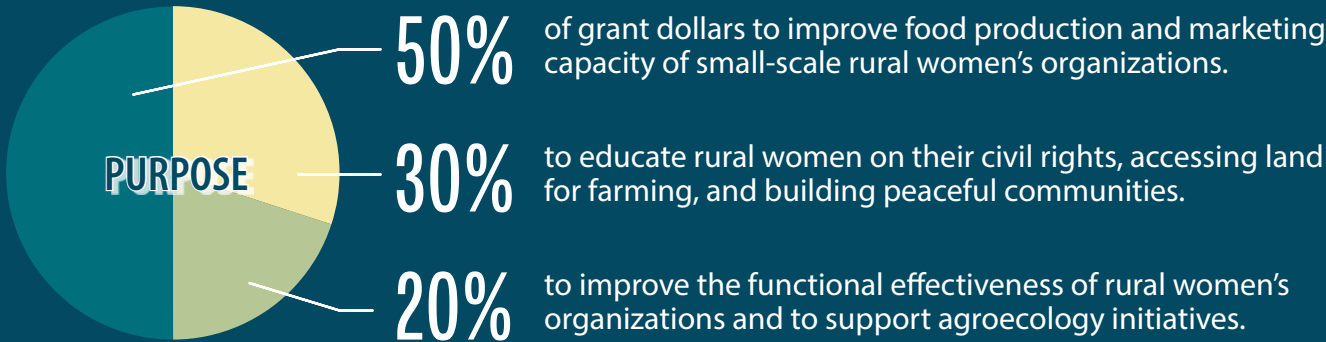 PURPOSE
50%
of grant dollars to improve food production and marketing
capacity of small-scale rural women’s organizations.
30%
to educate rural women on their civil rights, accessing land
for farming, and building peaceful communities.
20%
to improve the functional effectiveness of rural women’s
organizations and to support agroecology initiatives.